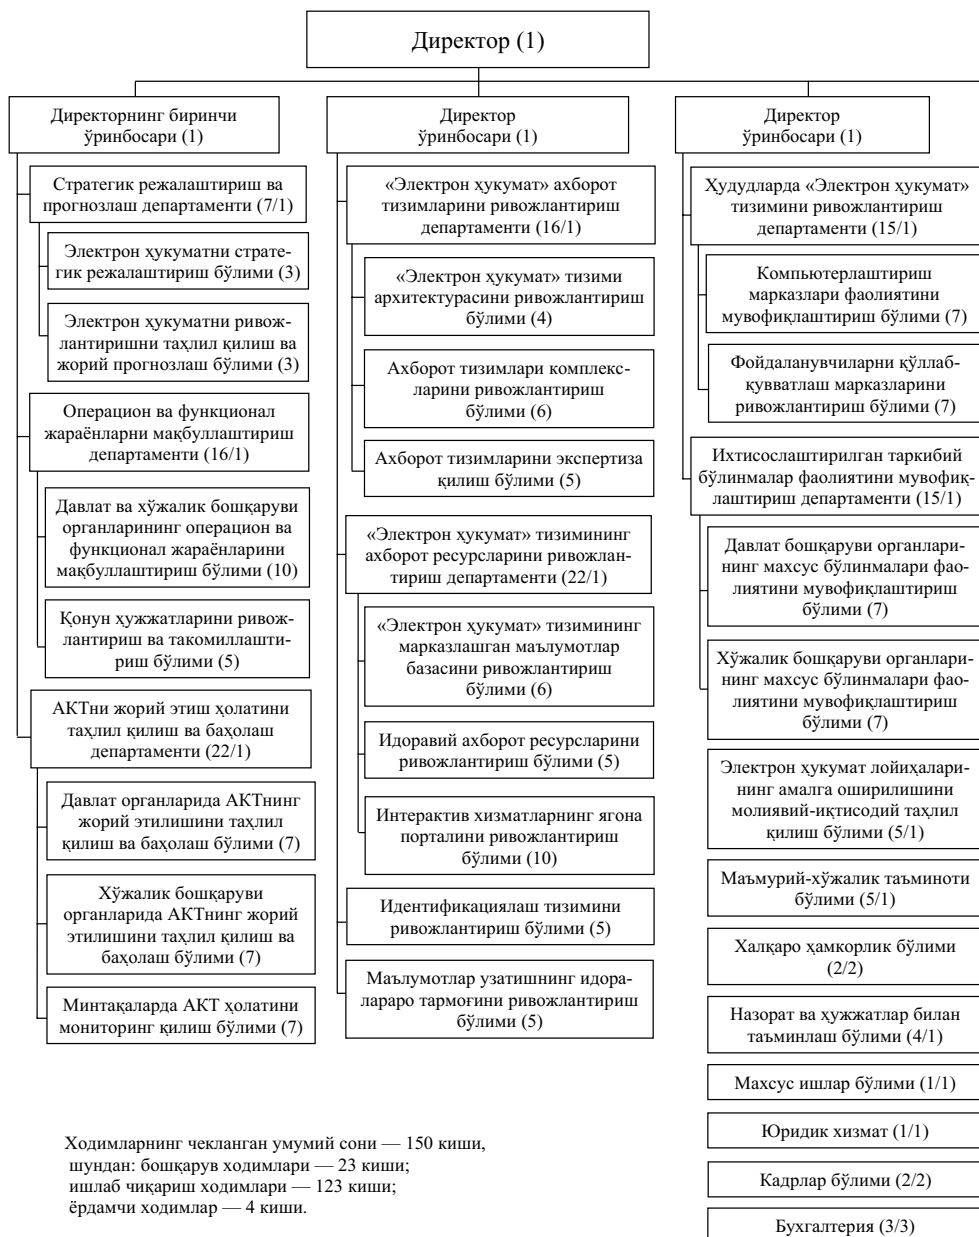 Директор (1)
Директорнинг биринчи
ўринбосари (1)
Стратегик режалаштириш ва
прогнозлаш департаменти (7/1)
Электрон ҳукуматни страте-
гик режалаштириш бўлими (3)
Электрон ҳукуматни ривож-
лантиришни таҳлил қилиш ва
жорий прогнозлаш бўлими (3)
Операцион ва функционал
жараёнларни мақбуллаштириш
департаменти (16/1)
Давлат ва хўжалик бошқаруви
органларининг операцион ва
функционал жараёнларини
мақбуллаштириш бўлими (10)
Қонун ҳужжатларини ривож-
лантириш ва такомиллашти-
риш бўлими (5)
АКТни жорий этиш ҳолатини
таҳлил қилиш ва баҳолаш
департаменти (22/1)
Давлат органларида АКТнинг
жорий этилишини таҳлил
қилиш ва баҳолаш бўлими (7)
Хўжалик бошқаруви
органларида АКТнинг жорий
этилишини таҳлил қилиш ва
баҳолаш бўлими (7)
Минтақаларда АКТ ҳолатини
мониторинг қилиш бўлими (7)
Директор
ўринбосари (1)
«Электрон ҳукумат» ахборот
тизимларини ривожлантириш
департаменти (16/1)
«Электрон ҳукумат» тизими
архитектурасини ривожлантириш
бўлими (4)
Ахборот тизимлари комплекс-
ларини ривожлантириш
бўлими (6)
Ахборот тизимларини экспертиза
қилиш бўлими (5)
«Электрон ҳукумат» тизимининг
ахборот ресурсларини ривожлан-
тириш департаменти (22/1)
«Электрон ҳукумат» тизимининг
марказлашган маълумотлар
базасини ривожлантириш
бўлими (6)
Идоравий ахборот ресурсларини
ривожлантириш бўлими (5)
Интерактив хизматларнинг ягона
порталини ривожлантириш
бўлими (10)
Идентификациялаш тизимини
ривожлантириш бўлими (5)
Маълумотлар узатишнинг идора-
лараро тармоғини ривожлантириш
бўлими (5)
Директор
ўринбосари (1)
Ҳудудларда «Электрон ҳукумат»
тизимини ривожлантириш
департаменти (15/1)
Компьютерлаштириш
марказлари фаолиятини
мувофиқлаштириш бўлими (7)
Фойдаланувчиларни қўллаб-
қувватлаш марказларини
ривожлантириш бўлими (7)
Ихтисослаштирилган таркибий
бўлинмалар фаолиятини мувофиқ-
лаштириш департаменти (15/1)
Давлат бошқаруви органлари-
нинг махсус бўлинмалари фао-
лиятини мувофиқлаштириш
бўлими (7)
Хўжалик бошқаруви органлари-
нинг махсус бўлинмалари фао-
лиятини мувофиқлаштириш
бўлими (7)
Электрон ҳукумат лойиҳалари-
нинг амалга оширилишини
молиявий-иқтисодий таҳлил
қилиш бўлими (5/1)
Маъмурий-хўжалик таъминоти
бўлими (5/1)
Халқаро ҳамкорлик бўлими
(2/2)
Назорат ва ҳужжатлар билан
таъминлаш бўлими (4/1)
Махсус ишлар бўлими (1/1)
Юридик хизмат (1/1)
Кадрлар бўлими (2/2)
Бухгалтерия (3/3)
Ходимларнинг чекланган умумий сони — 150 киши,
шундан: бошқарув ходимлари — 23 киши;
ишлаб чиқариш ходимлари — 123 киши;
ёрдамчи ходимлар — 4 киши.